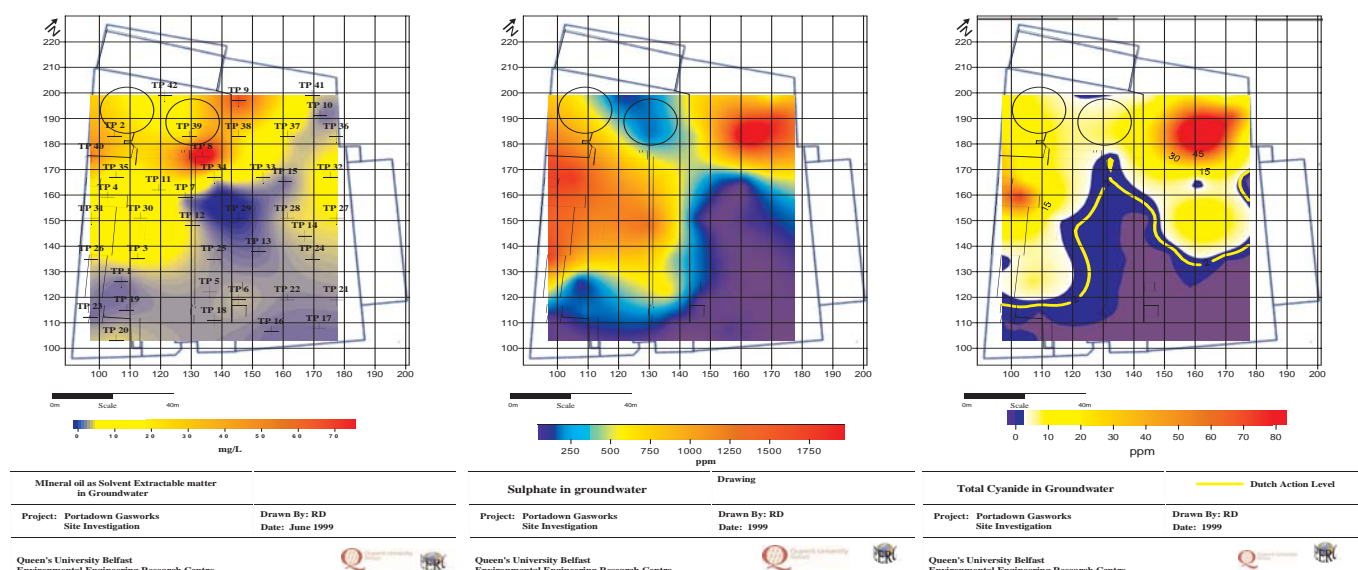 N
220
210
200
190
180
170
160
150
140
130
120
110
100
TP 42
TP 9
TP 41
TP 10
TP 2
TP 39
TP 38
TP 37
TP 36
TP 40
TP 8
TP 35
TP 34
TP 33
TP 32
TP 15
TP 4
TP 11
TP 7
TP 31
TP 30
TP 12
TP 29
TP 28
TP 27
TP 14
TP 26
TP 3
TP 25
TP 13
TP 24
TP 1
TP 5
TP 6
TP 22
TP 21
TP 23
TP 19
TP 18
TP 16
TP 17
TP 20
100 110 120 130 140 150 160 170 180 190 200
0m Scale 40m
0 10 20 30 40 50 60 70
mg/L
MIneral oil as Solvent Extractable matter
in Groundwater
Project: Portadown Gasworks
Site Investigation
Drawn By: RD
Date: June 1999
Queen's University Belfast
Environmental Engineering Research Centre
N
220
210
200
190
180
170
160
150
140
130
120
110
100
100 110 120 130 140 150 160 170 180 190 200
0m Scale 40m
250 500 750 1000 1250 1500 1750
ppm
Sulphate in groundwater
Drawing
Project: Portadown Gasworks
Site Investigation
Drawn By: RD
Date: 1999
Queen's University Belfast
Environmental Engineering Research Centre
N
220
210
200
190
180
170
160
150
140
130
120
110
100
45
30
15
15
100 110 120 130 140 150 160 170 180 190 200
0m Scale 40m
0 10 20 30 40 50 60 70 80
ppm
Total Cyanide in Groundwater
Dutch Action Level
Project: Portadown Gasworks
Site Investigation
Drawn By: RD
Date: 1999
Queen's University Belfast
Environmental Engineering Research Centre